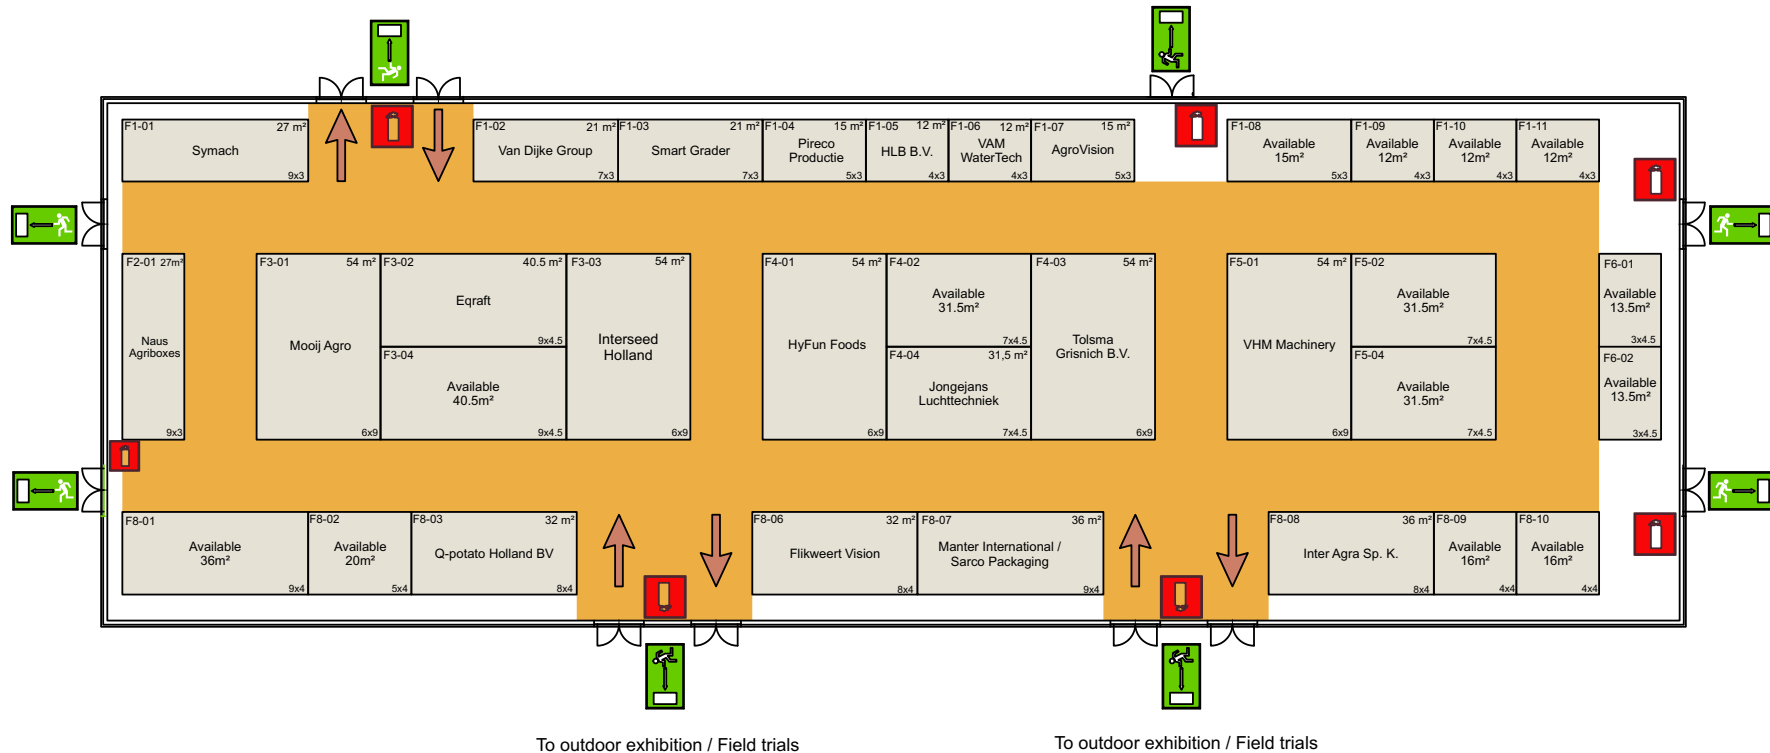 F1-01 27 m²
Symach
9x3
F1-02 21 m²
Van Dijke Group
7x3
F1-03 21 m²
Smart Grader
7x3
F1-04 15 m²
Pireco
Productie
5x3
F1-05 12 m²
HLB B.V.
4x3
F1-06 12 m²
VAM
WaterTech
4x3
F1-07 15 m²
AgroVision
5x3
F1-08
Available
15m²
5x3
F1-09
Available
12m²
4x3
F1-10
Available
12m²
4x3
F1-11
Available
12m²
4x3
F2-01 27m²
Naus
Agriboxes
9x3
F3-01 54 m²
Mooij Agro
6x9
F3-02 40.5 m²
Eqraft
9x4.5
F3-04
Available
40.5m²
9x4.5
F3-03 54 m²
Interseed
Holland
6x9
F4-01 54 m²
HyFun Foods
6x9
F4-02
Available
31.5m²
7x4.5
F4-04 31,5 m²
Jongejans
Luchttechniek
7x4.5
F4-03 54 m²
Tolsma
Grisnich B.V.
6x9
F5-01 54 m²
VHM Machinery
6x9
F5-02
Available
31.5m²
7x4.5
F5-04
Available
31.5m²
7x4.5
F6-01
Available
13.5m²
3x4.5
F6-02
Available
13.5m²
3x4.5
F8-01
Available
36m²
9x4
F8-02
Available
20m²
5x4
F8-03 32 m²
Q-potato Holland BV
8x4
F8-06 32 m²
Flikweert Vision
8x4
F8-07 36 m²
Manter International /
Sarco Packaging
9x4
F8-08 36 m²
Inter Agra Sp. K.
8x4
F8-09
Available
16m²
4x4
F8-10
Available
16m²
4x4
To outdoor exhibition / Field trials
To outdoor exhibition / Field trials